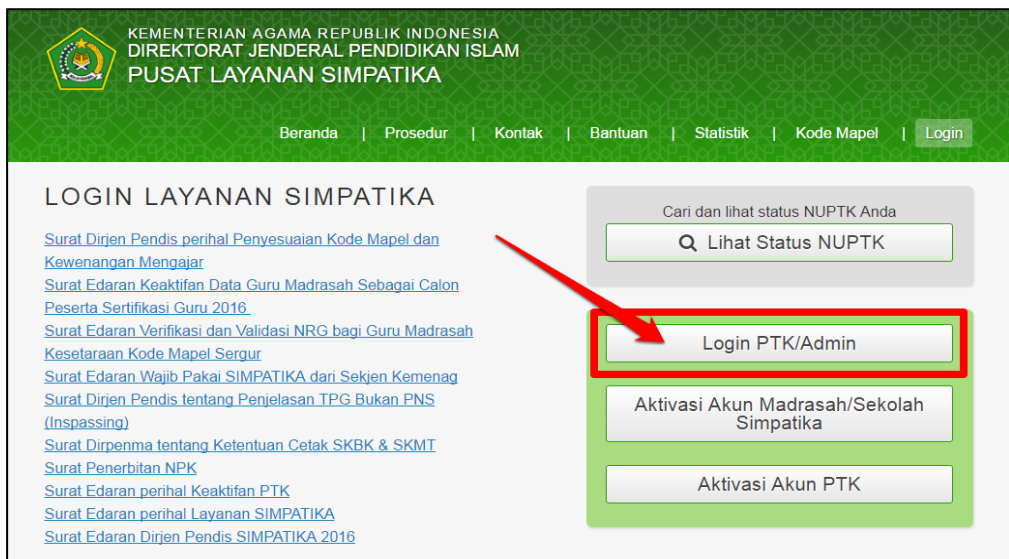 KEMENTERIAN AGAMA REPUBLIK INDONESIA
DIREKTORAT JENDERAL PENDIDIKAN ISLAM
PUSAT LAYANAN SIMPATIKA
Beranda | Prosedur | Kontak | Bantuan | Statistik | Kode Mapel | Login
LOGIN LAYANAN SIMPATIKA
Surat Dirjen Pendis perihal Penyesuaian Kode Mapel dan
Kewenangan Mengajar
Surat Edaran Keaktifan Data Guru Madrasah Sebagai Calon
Peserta Sertifikasi Guru 2016
Surat Edaran Verifikasi dan Validasi NRG bagi Guru Madrasah
Kesetaraan Kode Mapel Sergur
Surat Edaran Wajib Pakai SIMPATIKA dari Sekjen Kemenag
Surat Dirjen Pendis tentang Penjelasan TPG Bukan PNS
(Inspassing)
Surat Dirpenma tentang Ketentuan Cetak SKBK & SKMT
Surat Penerbitan NPK
Surat Edaran perihal Keaktifan PTK
Surat Edaran perihal Layanan SIMPATIKA
Surat Edaran Dirjen Pendis SIMPATIKA 2016
Cari dan lihat status NUPTK Anda
Lihat Status NUPTK
Login PTK/Admin
Aktivasi Akun Madrasah/Sekolah
Simpatika
Aktivasi Akun PTK